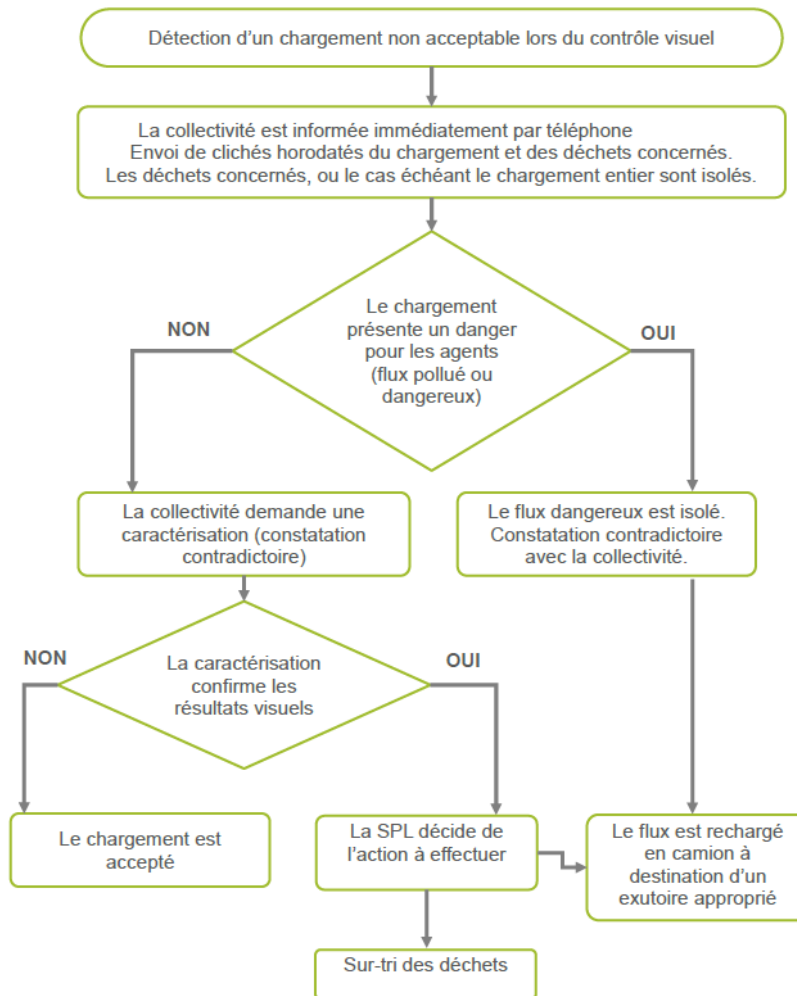 Détection d'un chargement non acceptable lors du contrôle visuel
La collectivité est informée immédiatement par téléphone
Envoi de clichés horodatés du chargement et des déchets concernés.
Les déchets concernés, ou le cas échéant le chargement entier sont isolés.
Le chargement
présente un danger
pour les agents
(flux pollué ou
dangereux)
NON
OUI
La collectivité demande une
caractérisation (constatation
contradictoire)
Le flux dangereux est isolé.
Constatation contradictoire
avec la collectivité.
NON
La caractérisation
confirme les
résultats visuels
OUI
Le chargement est
accepté
La SPL décide de
l'action à effectuer
Le flux est rechargé
en camion à
destination d'un
exutoire approprié
Sur-tri des déchets